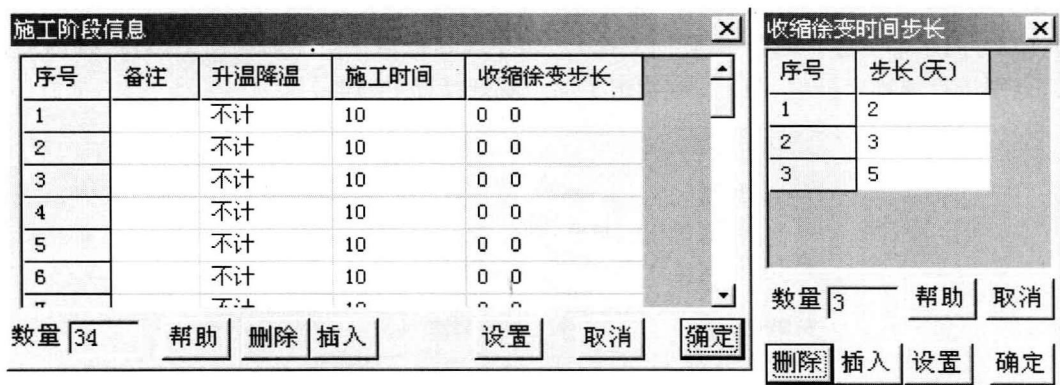 施工阶段信息
序号 备注 升温降温 施工时间 收缩徐变步长
1 不计 10 0 0
2 不计 10 0 0
3 不计 10 0 0
4 不计 10 0 0
5 不计 10 0 0
6 不计 10 0 0
数量 34 帮助 删除 插入 设置 取消 确定
收缩徐变时间步长
序号 步长(天)
1 2
2 3
3 5
数量 3 帮助 取消
删除 插入 设置 确定